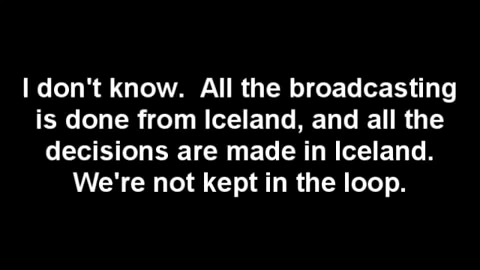 I don't know.  All the broadcasting
is done from Iceland, and all the
decisions are made in Iceland.
We're not kept in the loop.